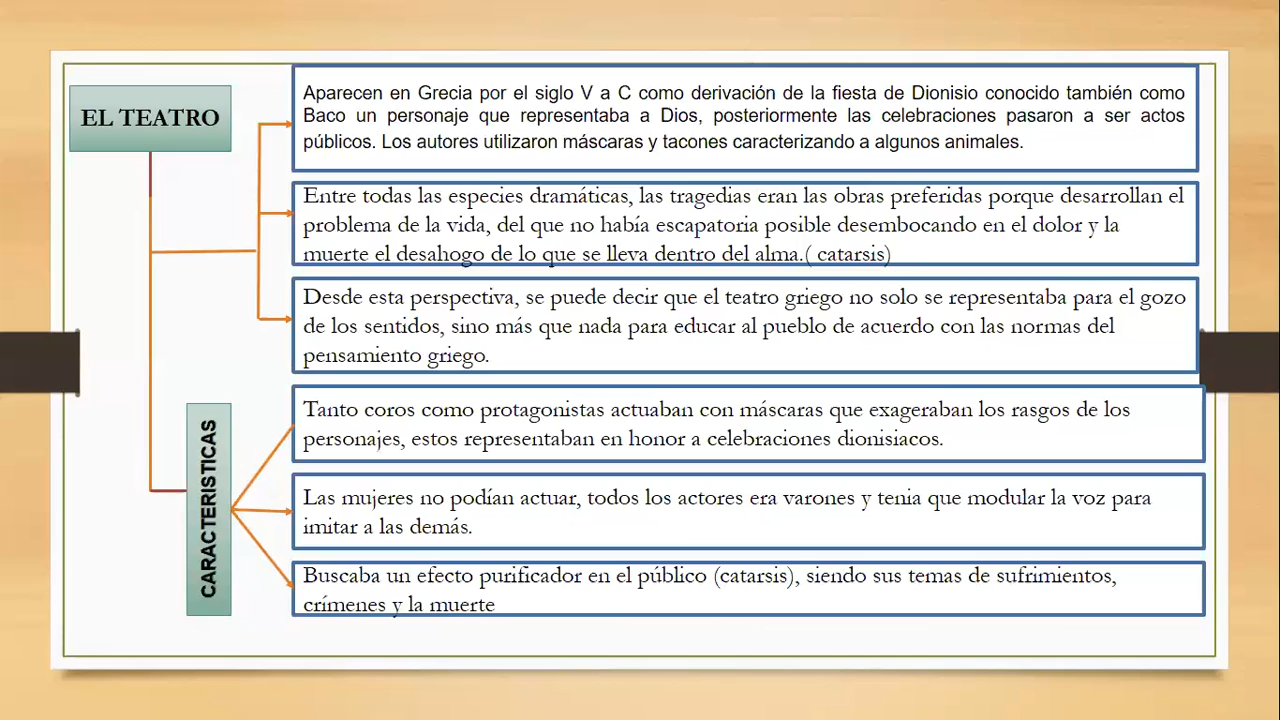 EL TEATRO
Aparecen en Grecia por el siglo V a C como derivación de la fiesta de Dionisio conocido también como
Baco un personaje que representaba a Dios, posteriormente las celebraciones pasaron a ser actos
públicos. Los autores utilizaron máscaras y tacones caracterizando a algunos animales.
Entre todas las especies dramáticas, las tragedias eran las obras preferidas porque desarrollan el
problema de la vida, del que no había escapatoria posible desembocando en el dolor y la
muerte el desahogo de lo que se lleva dentro del alma.( catarsis)
Desde esta perspectiva, se puede decir que el teatro griego no solo se representaba para el gozo
de los sentidos, sino más que nada para educar al pueblo de acuerdo con las normas del
pensamiento griego.
CARACTERISTICAS
Tanto coros como protagonistas actuaban con máscaras que exageraban los rasgos de los
personajes, estos representaban en honor a celebraciones dionisiacos.
Las mujeres no podían actuar, todos los actores era varones y tenia que modular la voz para
imitar a las demás.
Buscaba un efecto purificador en el público (catarsis), siendo sus temas de sufrimientos,
crímenes y la muerte